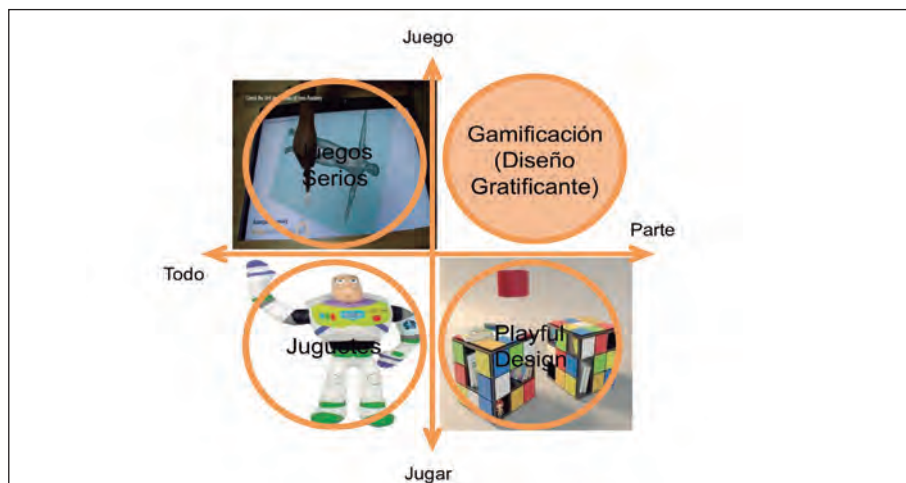 Juego
Juegos
Serios
Gamificación
(Diseño
Gratificante)
Parte
Todo
Juguetes
Playful
Design
Jugar